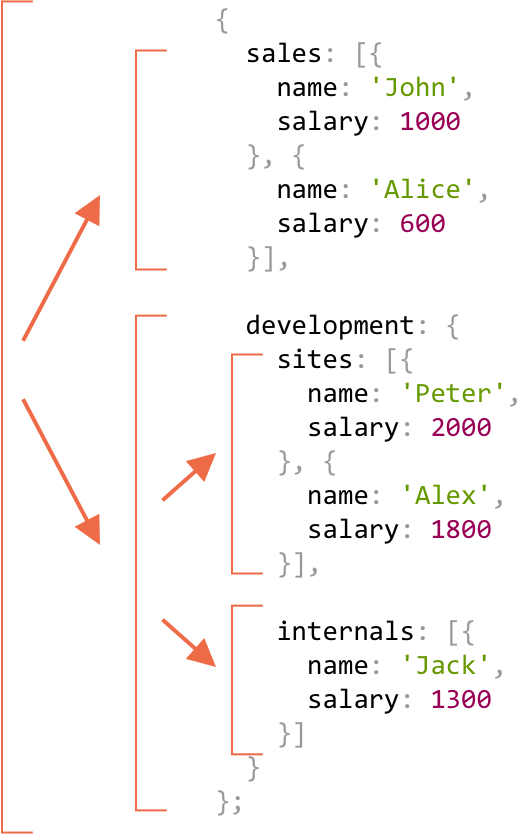 {
  sales: [{
    name: 'John',
    salary: 1000
  }, {
    name: 'Alice',
    salary: 600
  }],
  development: {
    sites: [{
      name: 'Peter',
      salary: 2000
    }, {
      name: 'Alex',
      salary: 1800
    }],
    internals: [{
      name: 'Jack',
      salary: 1300
    }]
  }
};